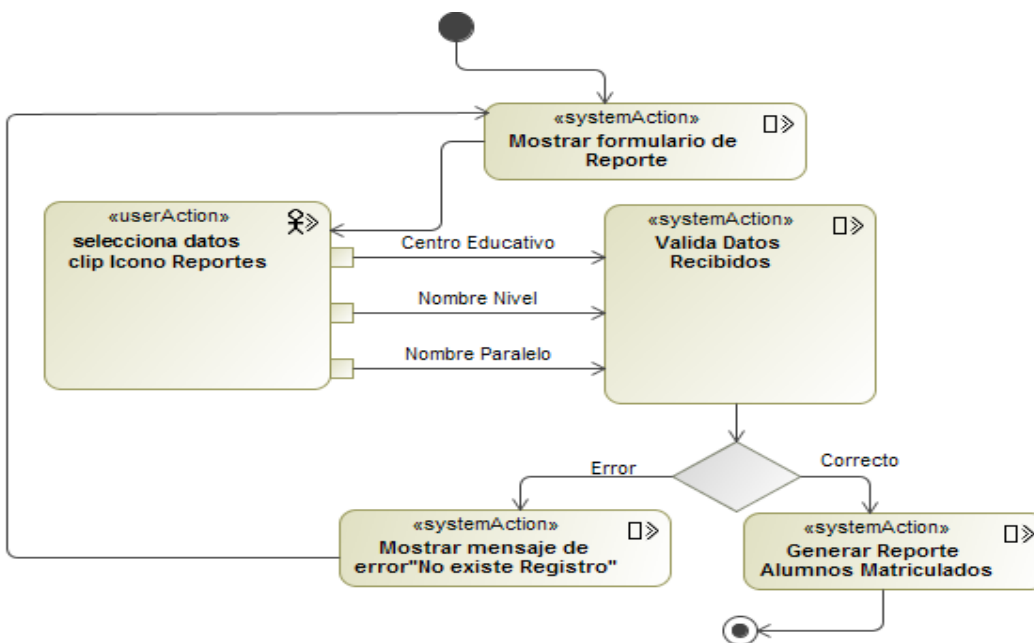 «systemAction»
Mostrar formulario de
Reporte
«userAction»
selecciona datos
clip Icono Reportes
Centro Educativo
Nombre Nivel
Nombre Paralelo
«systemAction»
Valida Datos
Recibidos
Error
Correcto
«systemAction»
Mostrar mensaje de
error"No existe Registro"
«systemAction»
Generar Reporte
Alumnos Matriculados